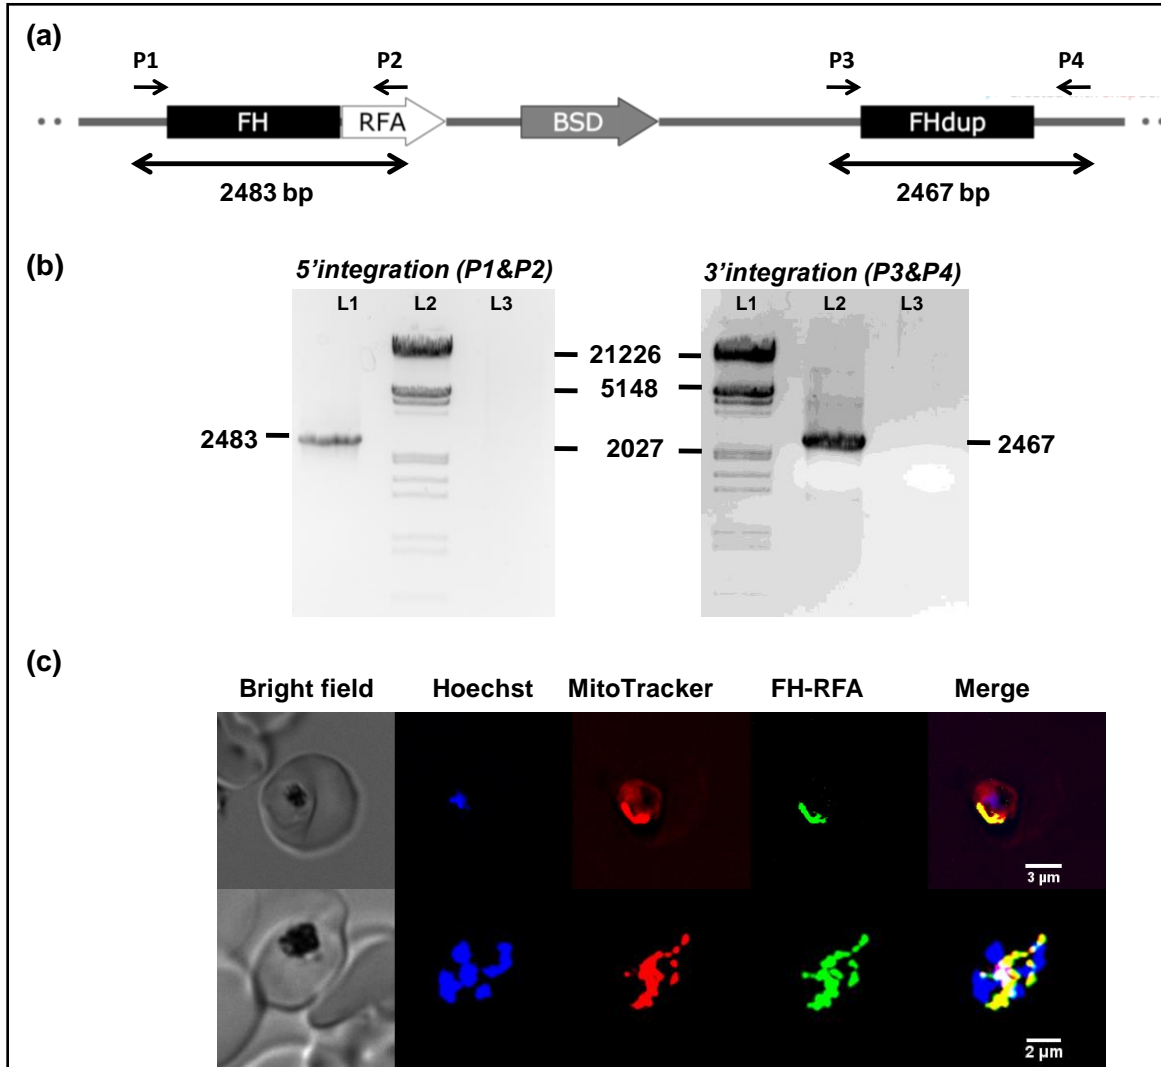 (a)
P1 P2 P3 P4
FH RFA BSD FHdup
2483 bp 2467 bp
(b)
5'integration (P1&P2) 3'integration (P3&P4)
L1 L2 L3 L1 L2 L3
21226
5148
2483 2027 2467
(c)
Bright field Hoechst MitoTracker FH-RFA Merge
3 µm
2 µm